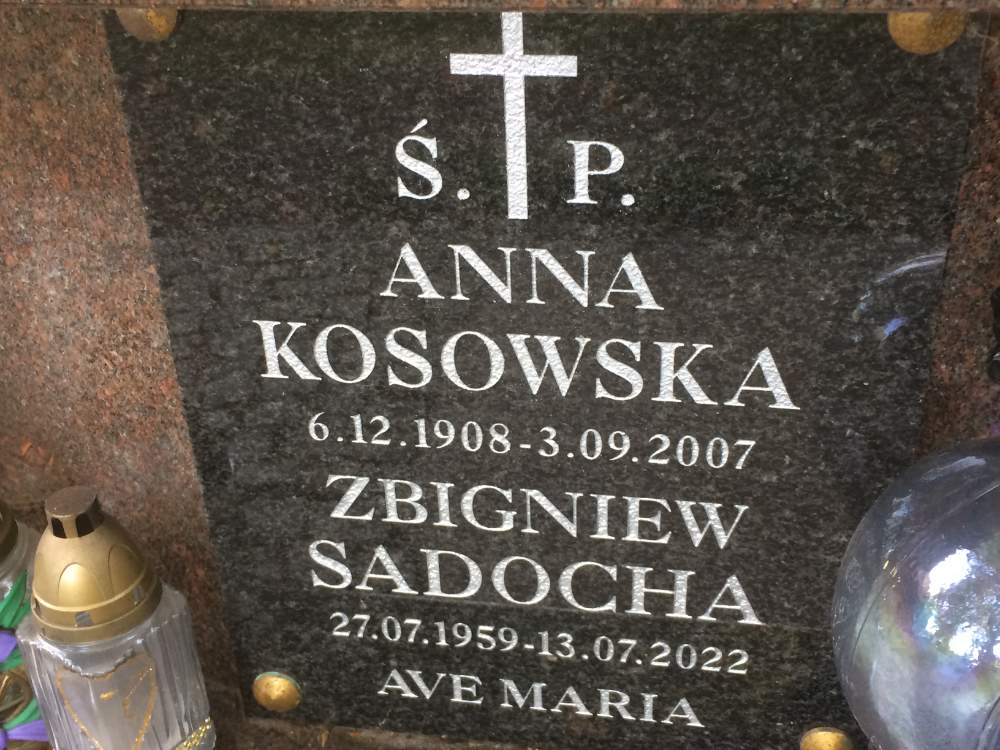 Ś. P.
ANNA
KOSOWSKA
6.12.1908-3.09.2007
ZBIGNIEW
SADOCHA
27.07.1959-13.07.2022
AVE MARIA